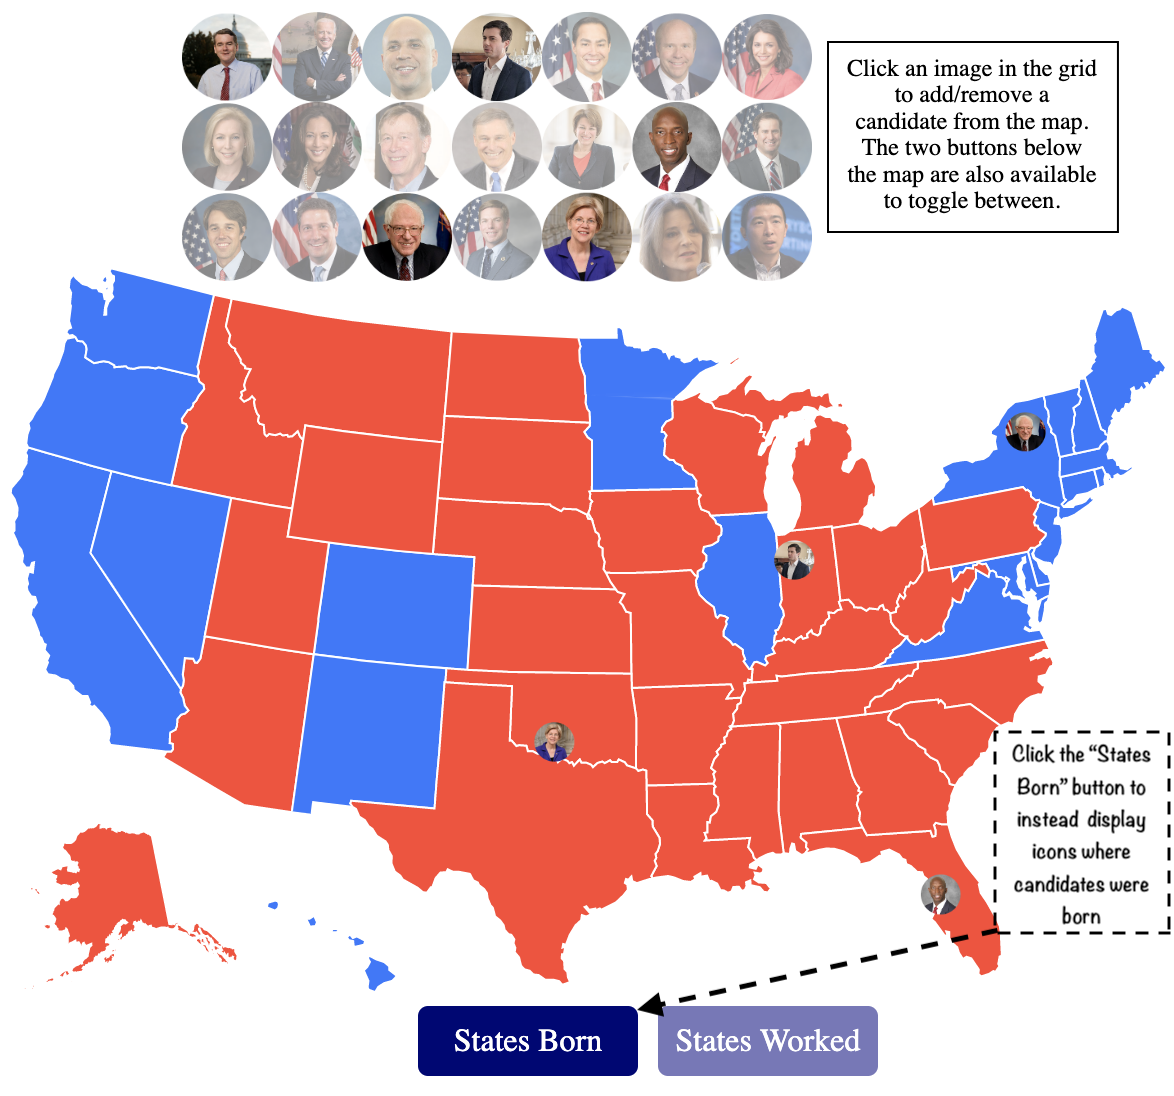 Click an image in the grid
to add/remove a
candidate from the map.
The two buttons below
the map are also available
to toggle between.
Click the “States
Born” button to
instead display
icons where
candidates were
born
States Born
States Worked